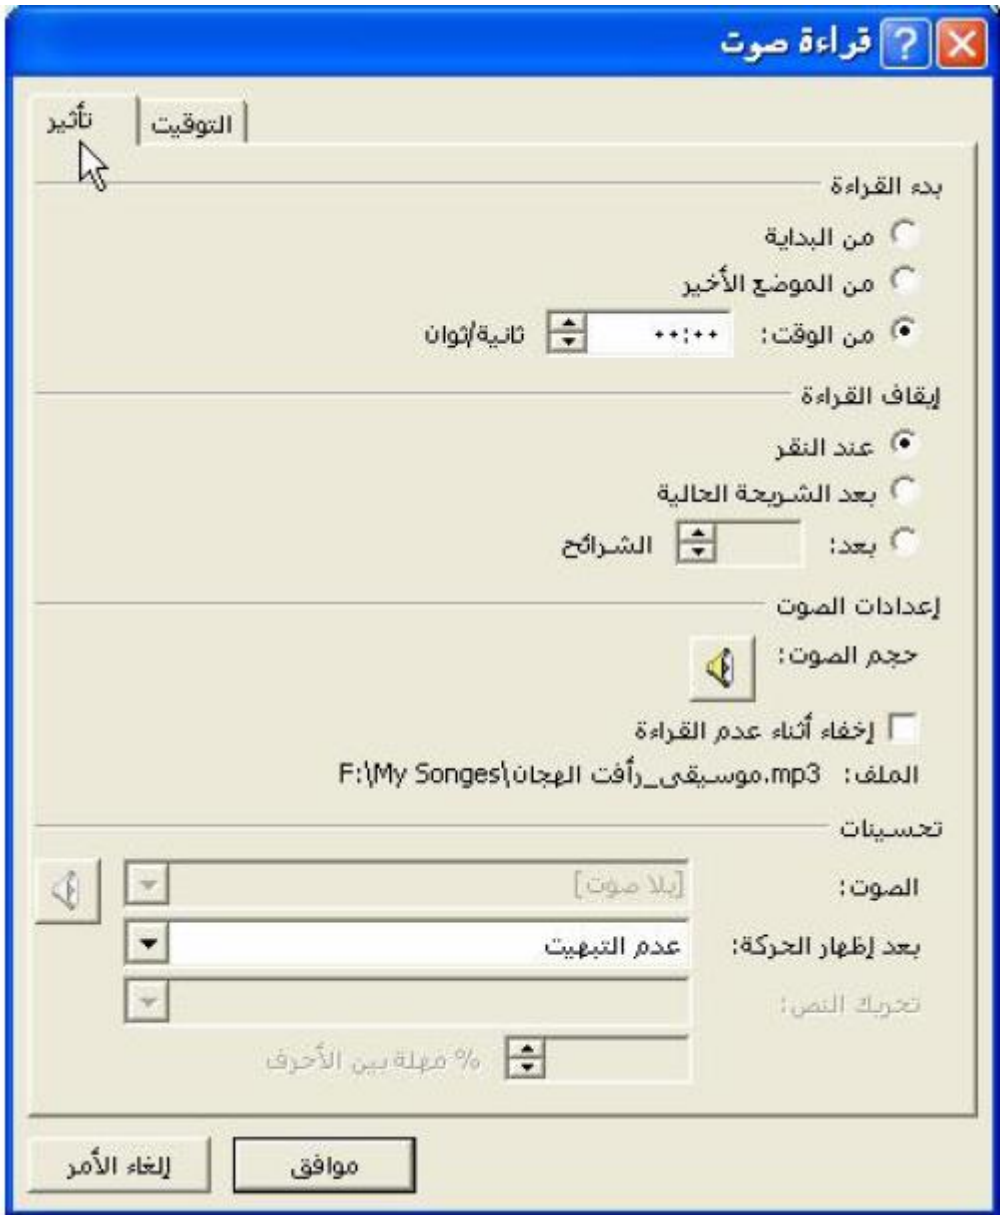 قراءة صوت
تأثير
التوقيت
بدء القراءة
من البداية
من الموضع الأخير
من الوقت: ٠٠:٠٠ ثانية/ثوان
إيقاف القراءة
عند النقر
بعد الشريحة الحالية
بعد: الشرائح
إعدادات الصوت
حجم الصوت:
إخفاء أثناء عدم القراءة
الملف: F:\My Songes\موسيقى_رأفت الهجان.mp3
تحسينات
الصوت: [بلا صوت]
بعد إظهار الحركة: عدم التبهيت
تحريك النص:
% مهلة بين الأحرف
موافق
إلغاء الأمر